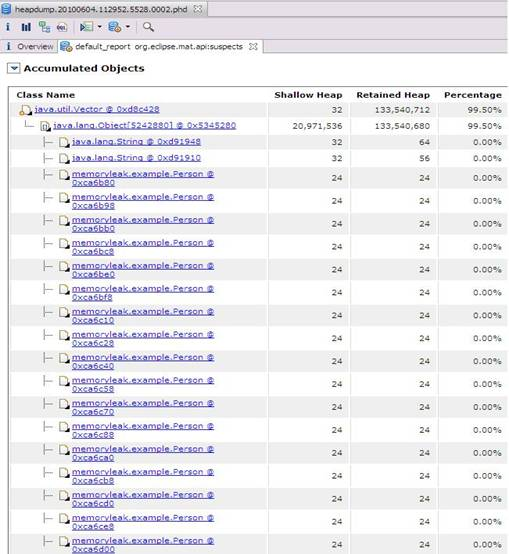 heapdump.20100604.112952.5528.0002.phd
Overview default_report org.eclipse.mat.api:suspects
Accumulated Objects
Class Name Shallow Heap Retained Heap Percentage
java.util.Vector @ 0xd8c428 32 133,540,712 99.50%
java.lang.Object[5242880] @ 0x5345280 20,971,536 133,540,680 99.50%
java.lang.String @ 0xd91948 32 64 0.00%
java.lang.String @ 0xd91910 32 56 0.00%
memoryleak.example.Person @ 24 24 0.00%
0xca6b80
memoryleak.example.Person @ 24 24 0.00%
0xca6b98
memoryleak.example.Person @ 24 24 0.00%
0xca6bb0
memoryleak.example.Person @ 24 24 0.00%
0xca6bc8
memoryleak.example.Person @ 24 24 0.00%
0xca6be0
memoryleak.example.Person @ 24 24 0.00%
0xca6bf8
memoryleak.example.Person @ 24 24 0.00%
0xca6c10
memoryleak.example.Person @ 24 24 0.00%
0xca6c28
memoryleak.example.Person @ 24 24 0.00%
0xca6c40
memoryleak.example.Person @ 24 24 0.00%
0xca6c58
memoryleak.example.Person @ 24 24 0.00%
0xca6c70
memoryleak.example.Person @ 24 24 0.00%
0xca6c88
memoryleak.example.Person @ 24 24 0.00%
0xca6ca0
memoryleak.example.Person @ 24 24 0.00%
0xca6cb8
memoryleak.example.Person @ 24 24 0.00%
0xca6cd0
memoryleak.example.Person @ 24 24 0.00%
0xca6ce8
memoryleak.example.Person @ 24 24 0.00%
0xca6d00